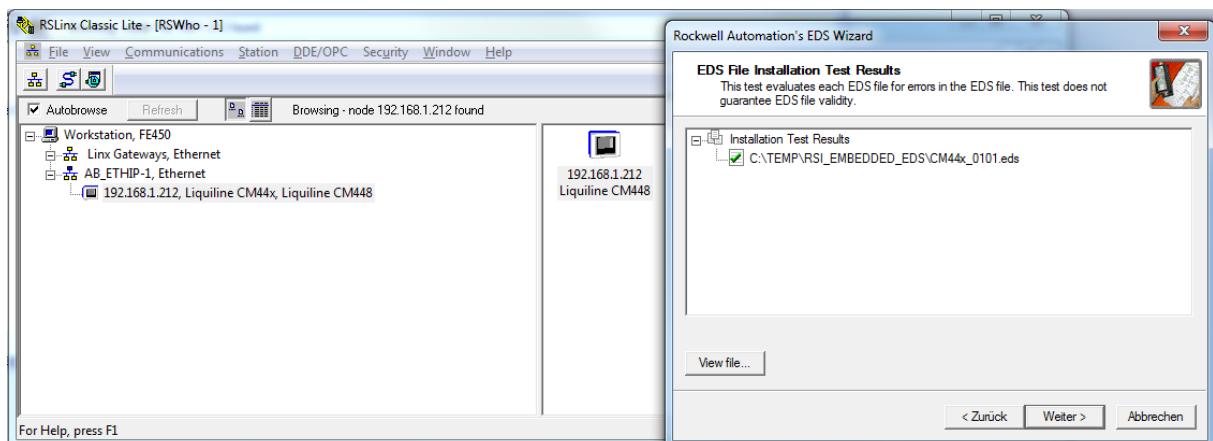 RSLinx Classic Lite - [RSWho - 1]
File View Communications Station DDE/OPC Security Window Help
Autobrowse Refresh Browsing - node 192.168.1.212 found
Workstation, FE450
Linx Gateways, Ethernet
AB_ETHIP-1, Ethernet
192.168.1.212, Liquiline CM44x, Liquiline CM448
192.168.1.212
Liquiline CM448
For Help, press F1
Rockwell Automation's EDS Wizard
EDS File Installation Test Results
This test evaluates each EDS file for errors in the EDS file. This test does not
guarantee EDS file validity.
Installation Test Results
C:\TEMP\RSI_EMBEDDED_EDS\CM44x_0101.eds
View file...
< Zurück Weiter > Abbrechen